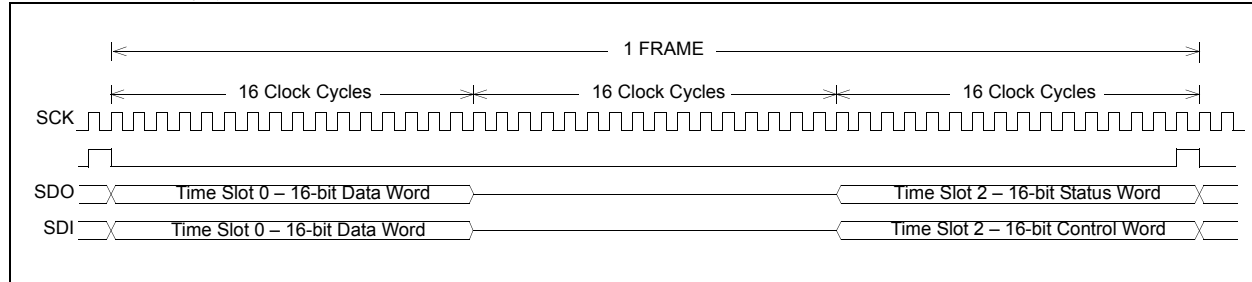 1 FRAME
16 Clock Cycles 16 Clock Cycles 16 Clock Cycles
SCK
SDO Time Slot 0 – 16-bit Data Word Time Slot 2 – 16-bit Status Word
SDI Time Slot 0 – 16-bit Data Word Time Slot 2 – 16-bit Control Word